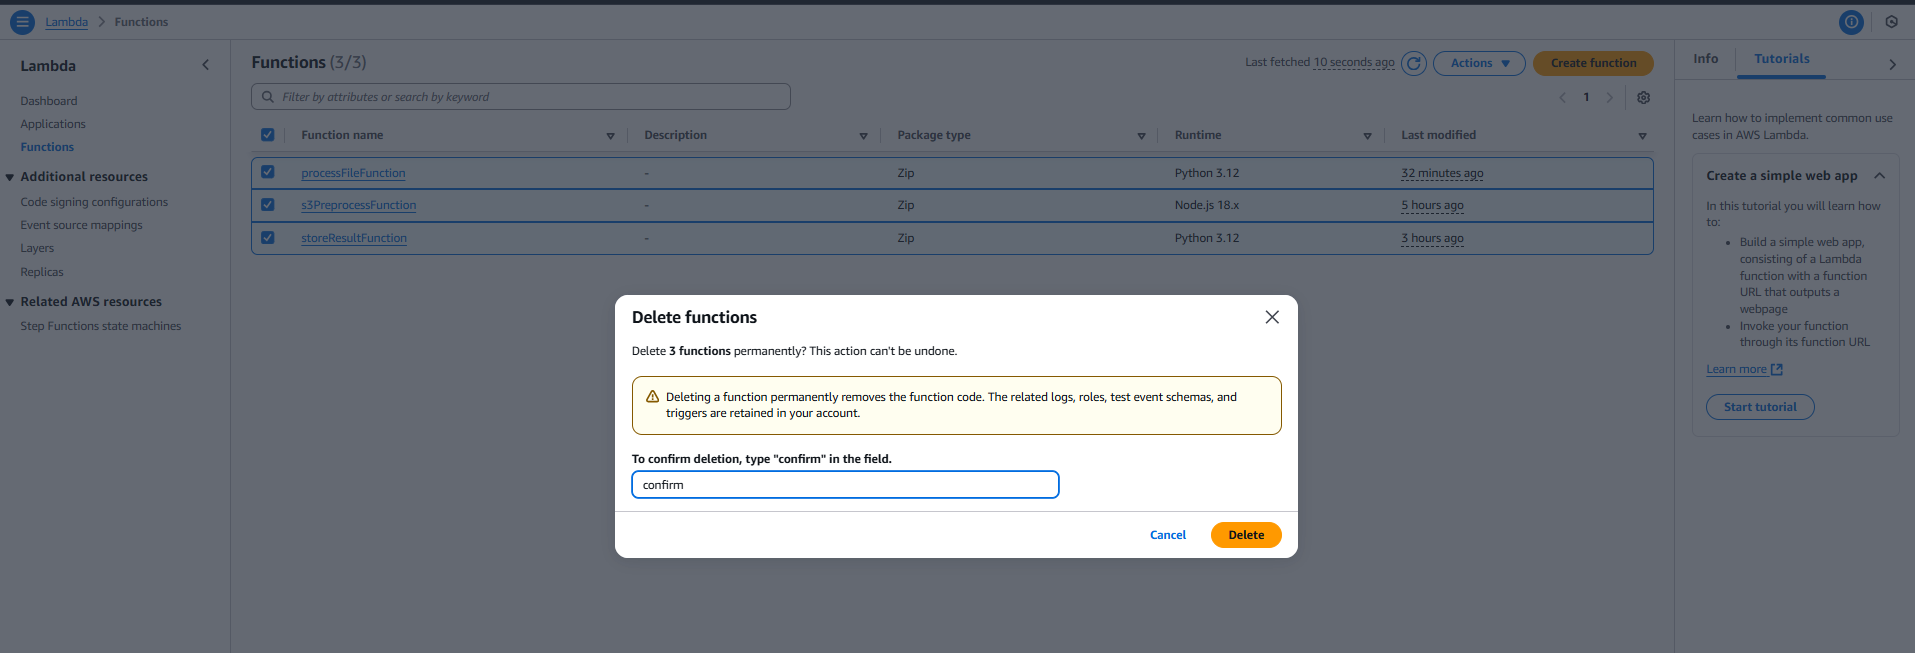 Lambda > Functions
Lambda
Dashboard
Applications
Functions
Additional resources
Code signing configurations
Event source mappings
Layers
Replicas
Related AWS resources
Step Functions state machines
Functions (3/3)
Last fetched 10 seconds ago
Actions
Create function
Filter by attributes or search by keyword
1
Function name Description Package type Runtime Last modified
processFileFunction - Zip Python 3.12 32 minutes ago
s3PreprocessFunction - Zip Node.js 18.x 5 hours ago
storeResultFunction - Zip Python 3.12 3 hours ago
Delete functions
Delete 3 functions permanently? This action can't be undone.
Deleting a function permanently removes the function code. The related logs, roles, test event schemas, and
triggers are retained in your account.
To confirm deletion, type "confirm" in the field.
confirm
Cancel
Delete
Info
Tutorials
Learn how to implement common use
cases in AWS Lambda.
Create a simple web app
In this tutorial you will learn how
to:
• Build a simple web app,
consisting of a Lambda
function with a function
URL that outputs a
webpage
• Invoke your function
through its function URL
Learn more
Start tutorial